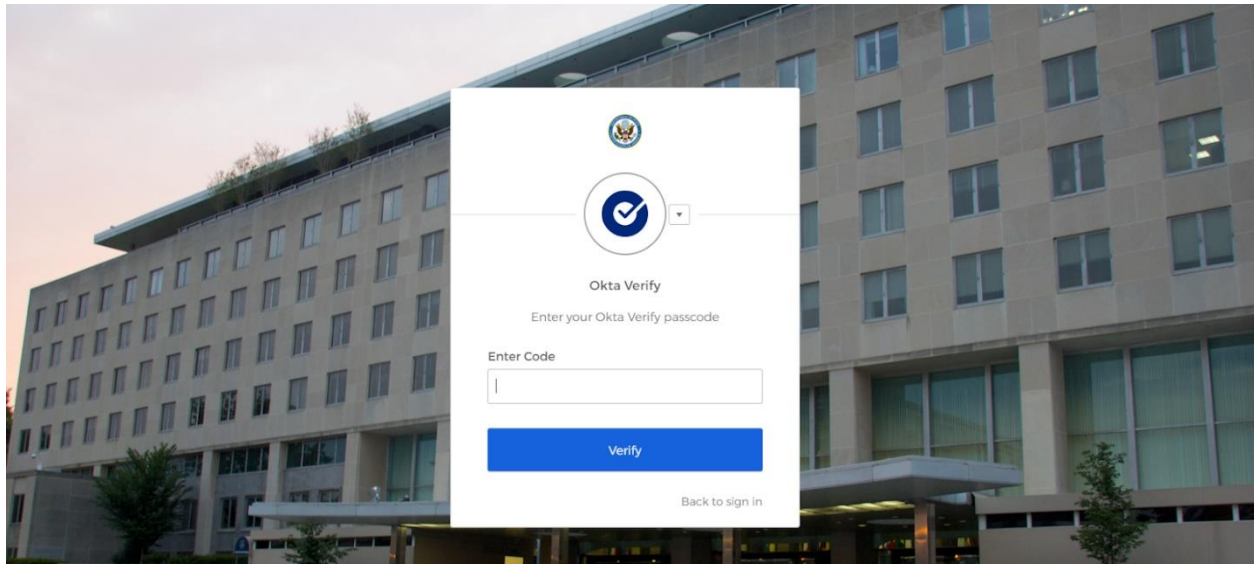 Okta Verify
Enter your Okta Verify passcode
Enter Code
Verify
Back to sign in